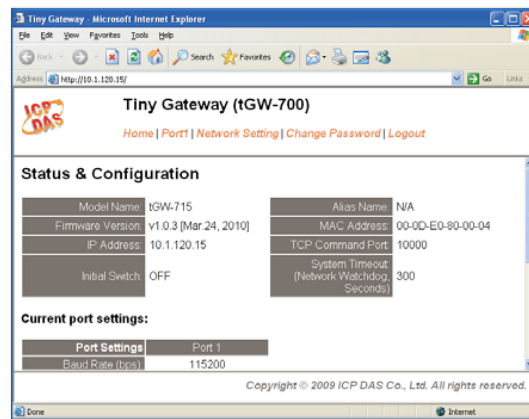 Tiny Gateway - Microsoft Internet Explorer
File Edit View Favorites Tools Help
Back Search Favorites
Address http://10.1.120.15/ Go Links
ICP DAS
Tiny Gateway (tGW-700)
Home | Port1 | Network Setting | Change Password | Logout
Status & Configuration
Model Name: tGW-715 Alias Name: N/A
Firmware Version: v1.0.3 [Mar.24, 2010] MAC Address: 00-0D-E0-80-00-04
IP Address: 10.1.120.15 TCP Command Port: 10000
Initial Switch: OFF System Timeout: (Network Watchdog, Seconds) 300
Current port settings:
Port Settings Port 1
Baud Rate (bps) 115200
Copyright © 2009 ICP DAS Co., Ltd. All rights reserved.
Done Internet